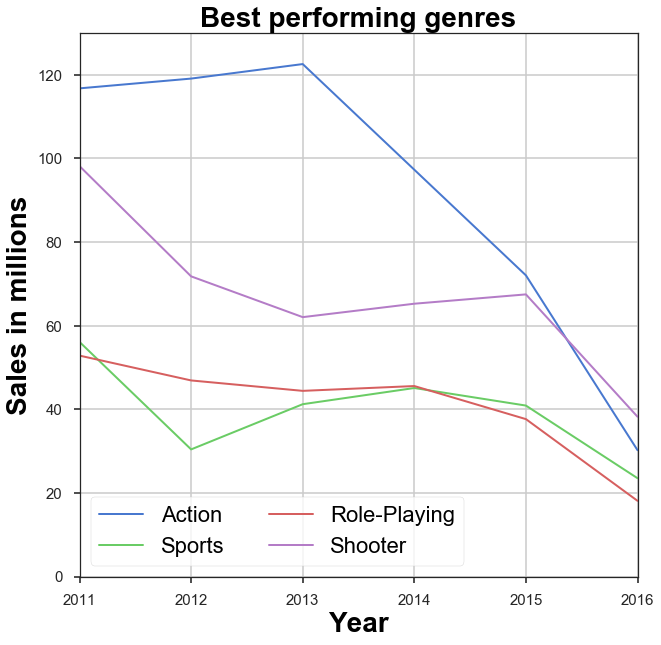 Best performing genres
Sales in millions
120
100
80
60
40
20
0
Action
Role-Playing
Sports
Shooter
2011 2012 2013 2014 2015 2016
Year